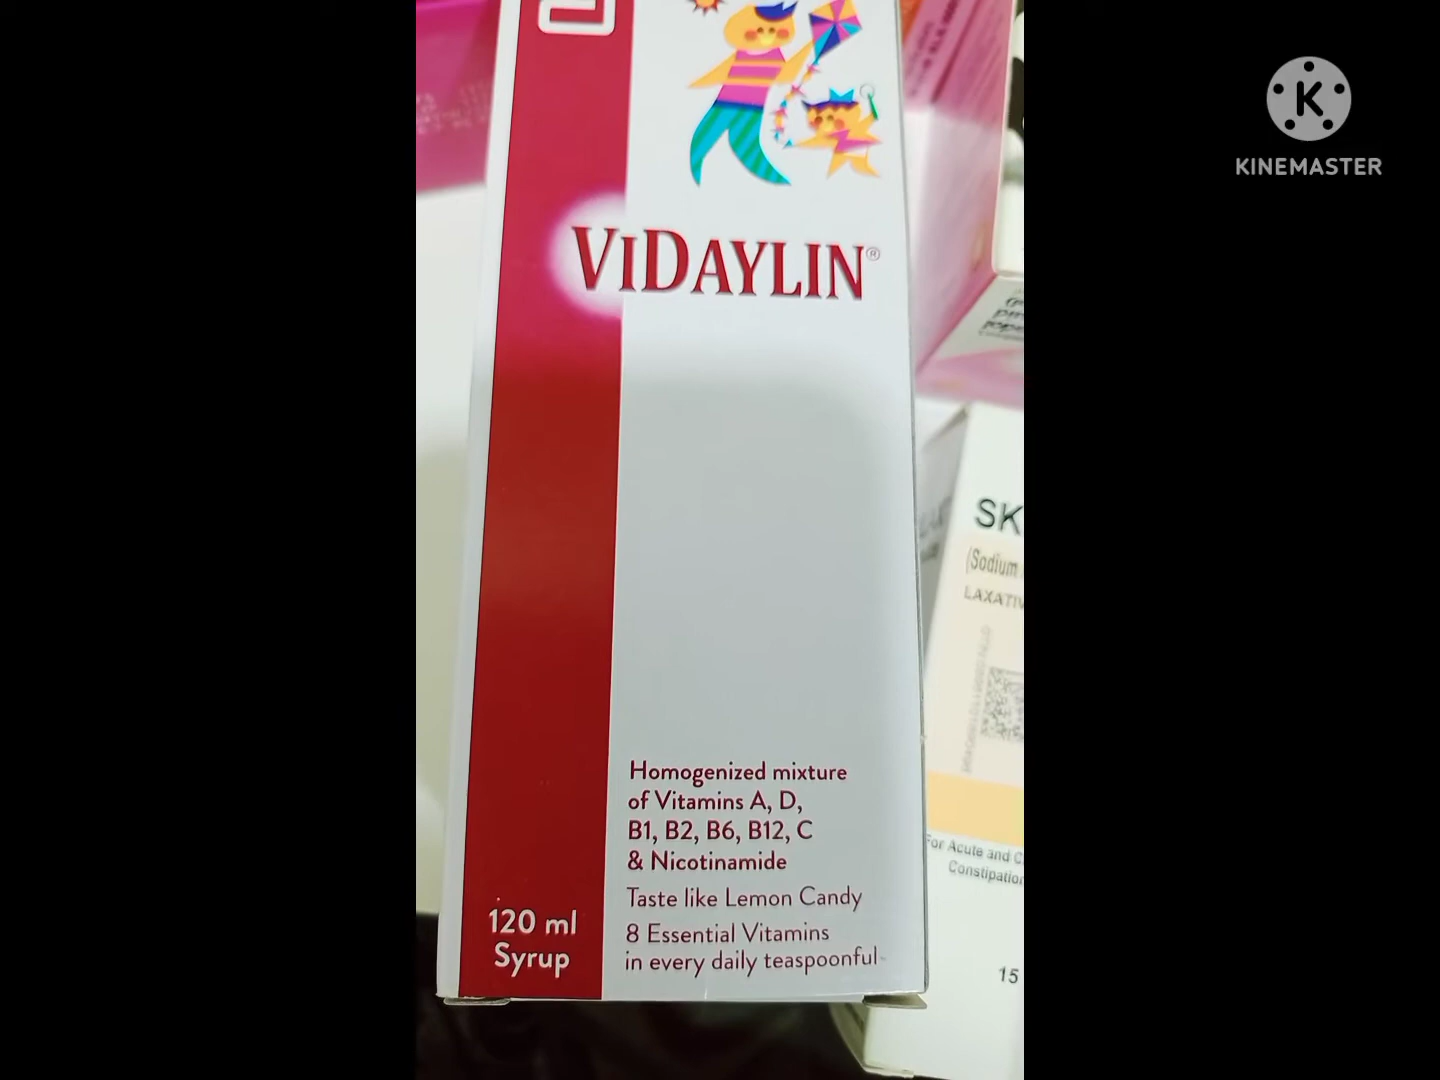 K
KINEMASTER
ViDAYLIN®
Homogenized mixture
of Vitamins A, D,
B1, B2, B6, B12, C
& Nicotinamide
Taste like Lemon Candy
8 Essential Vitamins
in every daily teaspoonful
120 ml
Syrup
SK
(Sodium
LAXATIV
For Acute and C
Constipation
15